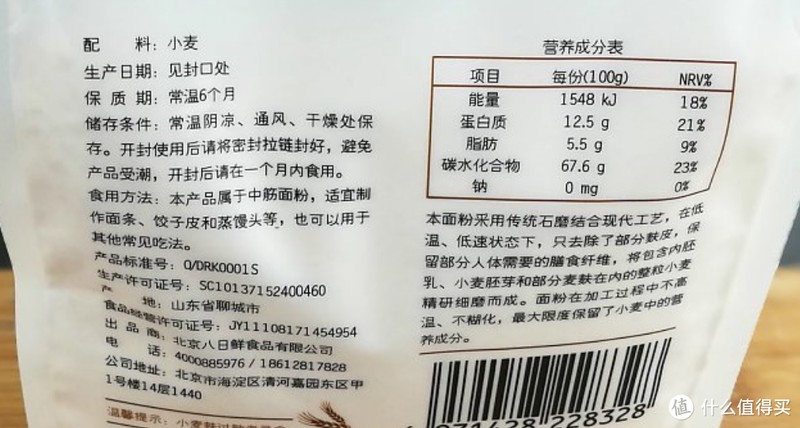 配 料：小麦
生产日期：见封口处
保 质 期：常温6个月
储存条件：常温阴凉、通风、干燥处保
存。开封使用后请将密封拉链封好，避免
产品受潮，开封后请在一个月内食用。
食用方法：本产品属于中筋面粉，适宜制
作面条、饺子皮和蒸馒头等，也可以用于
其他常见吃法。
产品标准号：Q/DRK0001S
生产许可证号：SC10137152400460
产 地：山东省聊城市
食品经营许可证号：JY11108171454954
出 品 商：北京八日鲜食品有限公司
电 话：4000885976 / 18612817828
公司地址：北京市海淀区清河嘉园东区甲
1号楼14层1440
温馨提示：小麦麸过
营养成分表
项目 每份(100g) NRV%
能量 1548 kJ 18%
蛋白质 12.5 g 21%
脂肪 5.5 g 9%
碳水化合物 67.6 g 23%
钠 0 mg 0%
本面粉采用传统石磨结合现代工艺，在低
温、低速状态下，只去除了部分麸皮，保
留部分人体需要的膳食纤维，将包含内胚
乳、小麦胚芽和部分麦麸在内的整粒小麦
精研细磨而成。面粉在加工过程中不高
温、不糊化，最大限度保留了小麦中的营
养成分。
228328
值 什么值得买